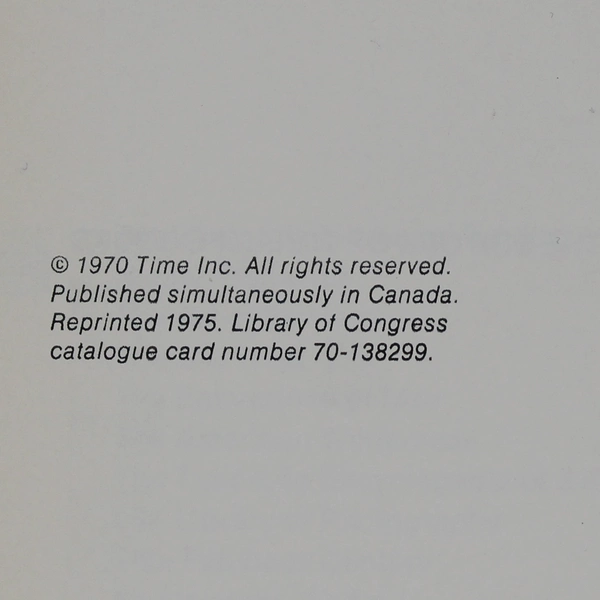 © 1970 Time Inc. All rights reserved.
Published simultaneously in Canada.
Reprinted 1975. Library of Congress
catalogue card number 70-138299.